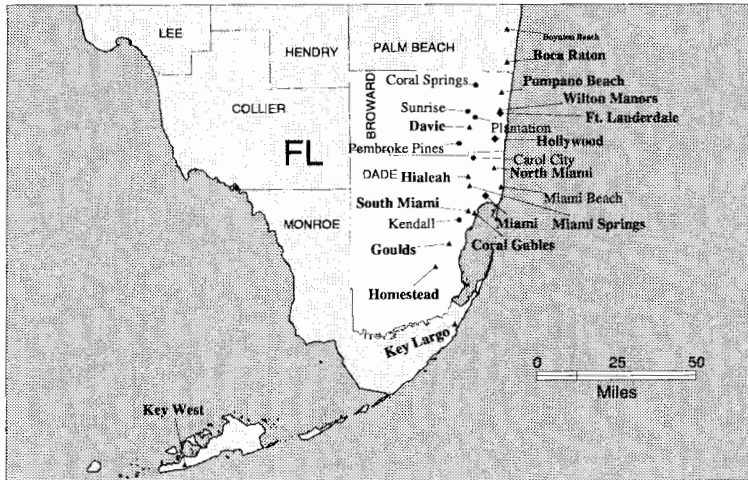 LEE
Boynton Beach
HENDRY
PALM BEACH
Boca Raton
Coral Springs
Pompano Beach
COLLIER
BROWARD
Sunrise
Wilton Manors
Davie
Plantation
Ft. Lauderdale
FL
Pembroke Pines
Hollywood
Carol City
DADE
Hialeah
North Miami
Miami Beach
MONROE
South Miami
Kendall
Miami
Miami Springs
Goulds
Coral Gables
Homestead
Key Largo
0 25 50
Miles
Key West